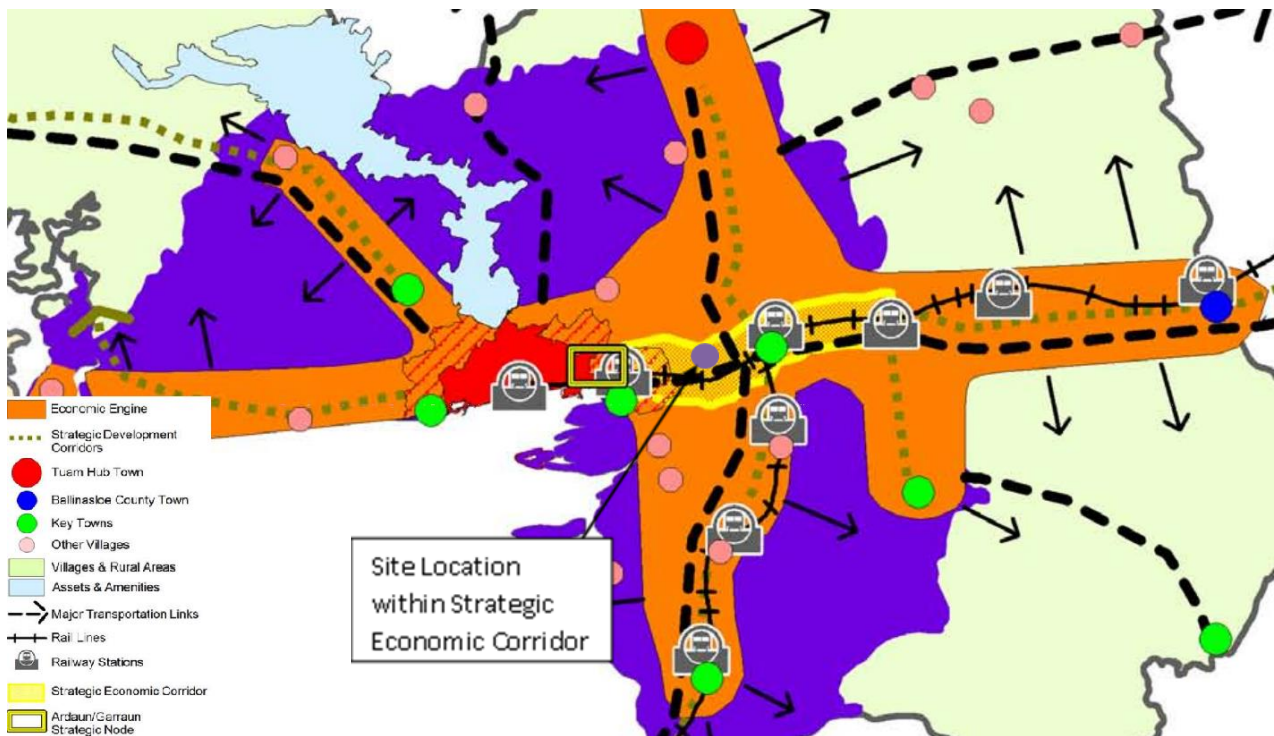 Economic Engine
Strategic Development
Corridors
Tuam Hub Town
Ballinasloe County Town
Key Towns
Other Villages
Villages & Rural Areas
Assets & Amenities
Major Transportation Links
Rail Lines
Railway Stations
Strategic Economic Corridor
Ardaun/Garraun
Strategic Node
Site Location
within Strategic
Economic Corridor